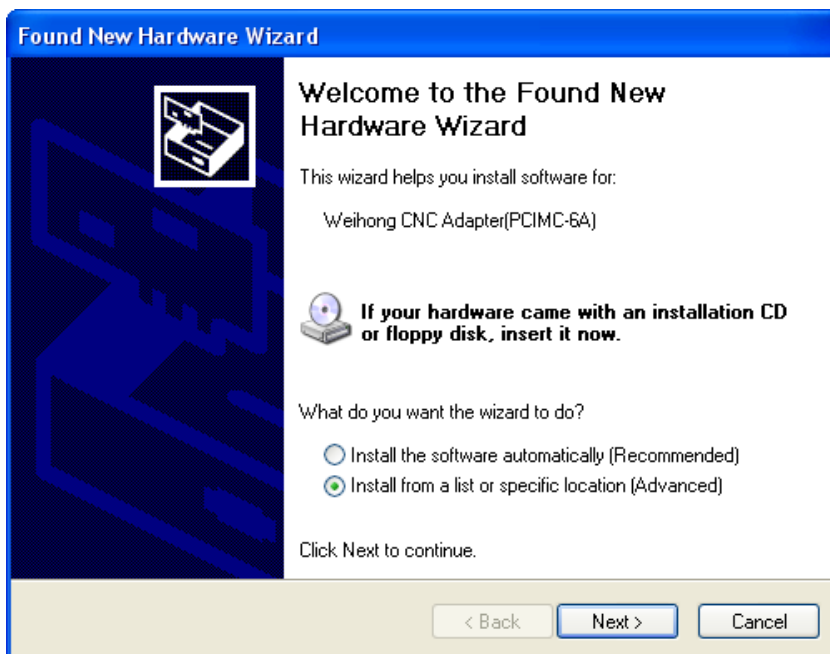 Found New Hardware Wizard
Welcome to the Found New
Hardware Wizard
This wizard helps you install software for:
Weihong CNC Adapter(PCIMC-6A)
If your hardware came with an installation CD
or floppy disk, insert it now.
What do you want the wizard to do?
Install the software automatically (Recommended)
Install from a list or specific location (Advanced)
Click Next to continue.
< Back
Next >
Cancel